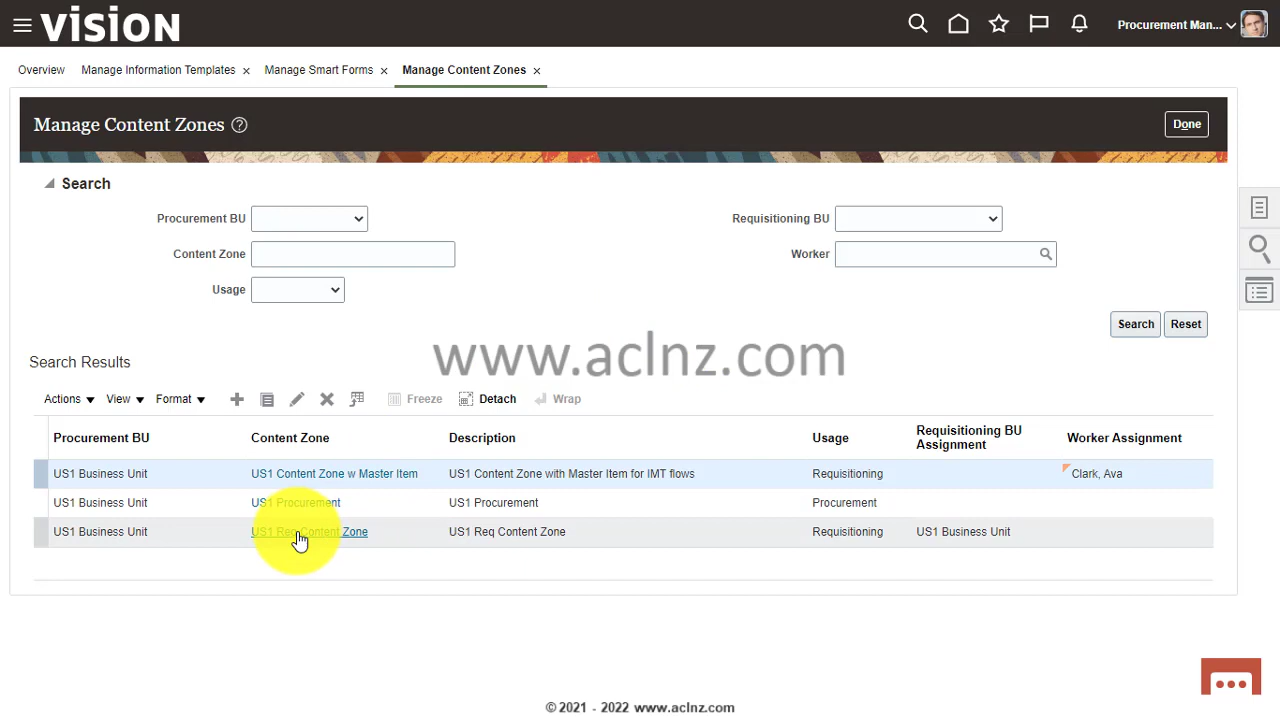 vision
Procurement Man...
Overview
Manage Information Templates ×
Manage Smart Forms ×
Manage Content Zones ×
Manage Content Zones ?
Done
Search
Procurement BU
Requisitioning BU
Content Zone
Worker
Usage
Search
Reset
www.aclnz.com
Search Results
Actions
View
Format
Freeze
Detach
Wrap
Procurement BU
Content Zone
Description
Usage
Requisitioning BU Assignment
Worker Assignment
US1 Business Unit
US1 Content Zone w Master Item
US1 Content Zone with Master Item for IMT flows
Requisitioning
Clark, Ava
US1 Business Unit
US1 Procurement
US1 Procurement
Procurement
US1 Business Unit
US1 Req Content Zone
US1 Req Content Zone
Requisitioning
US1 Business Unit
© 2021 - 2022 www.aclnz.com